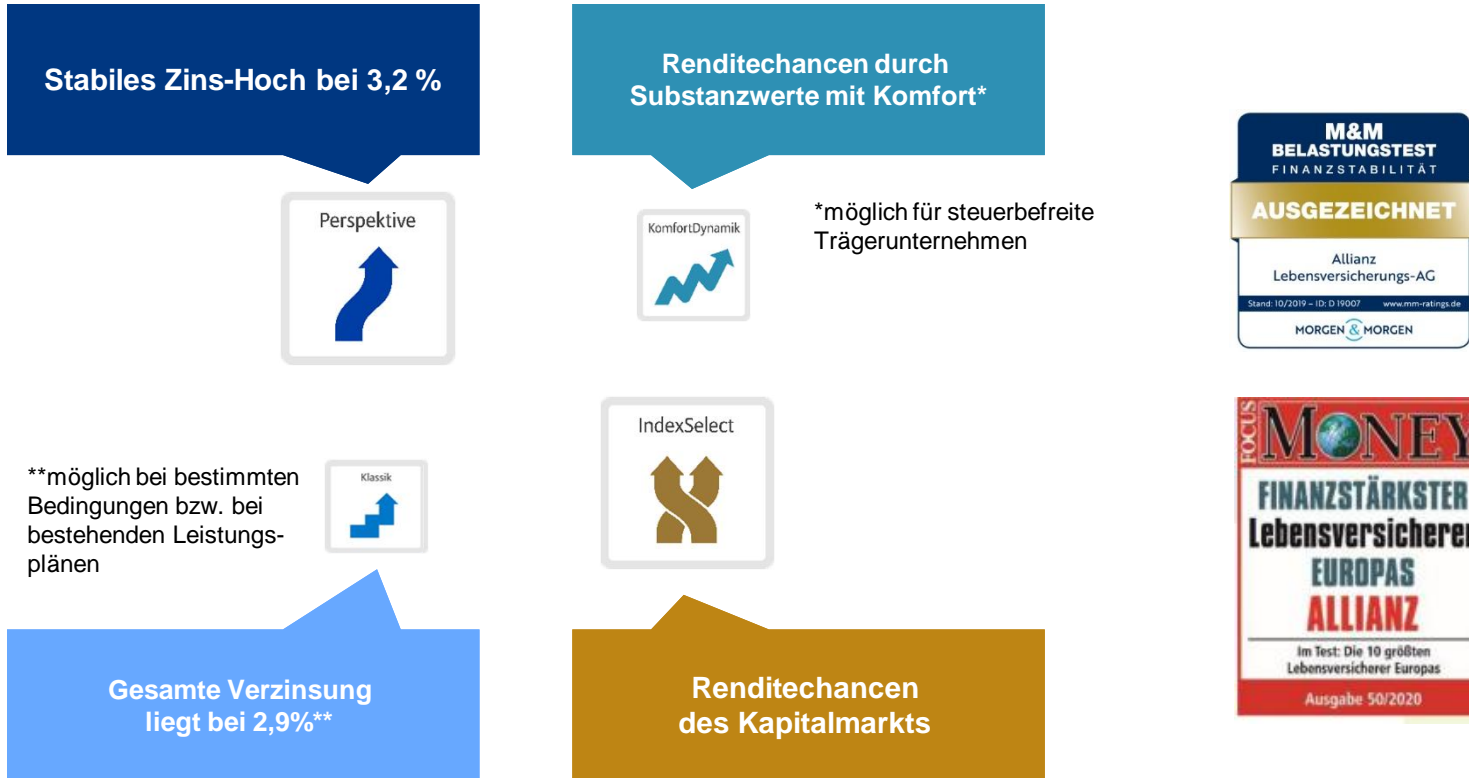 Stabiles Zins-Hoch bei 3,2 %
Renditechancen durch
Substanzwerte mit Komfort*
Perspektive
KomfortDynamik
*möglich für steuerbefreite
Trägerunternehmen
**möglich bei bestimmten
Bedingungen bzw. bei
bestehenden Leistungs-
plänen
Klassik
IndexSelect
Gesamte Verzinsung
liegt bei 2,9%**
Renditechancen
des Kapitalmarkts
M&M
BELASTUNGSTEST
FINANZSTABILITÄT
AUSGEZEICHNET
Allianz
Lebensversicherungs-AG
Stand: 10/2019 – ID: D 19007 www.mm-ratings.de
MORGEN & MORGEN
FOCUS
MONEY
FINANZSTÄRKSTER
Lebensversicherer
EUROPAS
ALLIANZ
Im Test: Die 10 größten
Lebensversicherer Europas
Ausgabe 50/2020